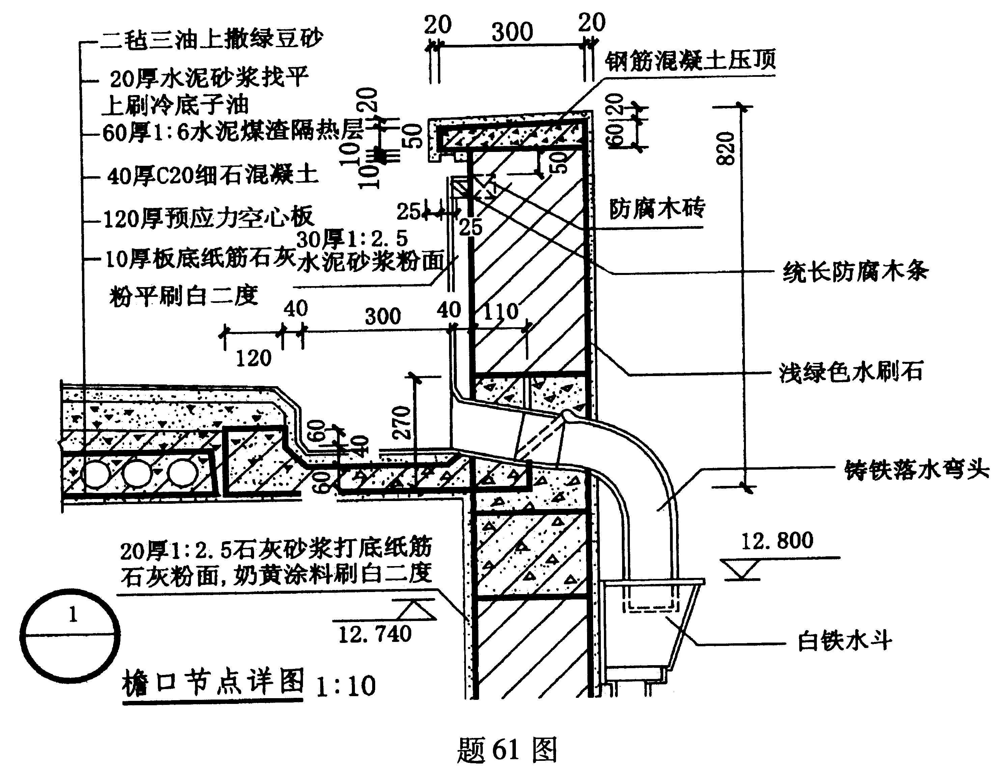 二毡三油上撒绿豆砂
20厚水泥砂浆找平
上刷冷底子油
60厚1:6水泥煤渣隔热层
40厚C20细石混凝土
120厚预应力空心板
10厚板底纸筋石灰
粉平刷白二度
20
300
20
钢筋混凝土压顶
20
50
10
10
20
60
820
50
25
25
防腐木砖
30厚1:2.5
水泥砂浆粉面
统长防腐木条
40
300
40
110
120
浅绿色水刷石
270
60
40
60
铸铁落水弯头
20厚1:2.5石灰砂浆打底纸筋
石灰粉面,奶黄涂料刷白二度
12.800
12.740
白铁水斗
1
檐口节点详图 1:10
题61图